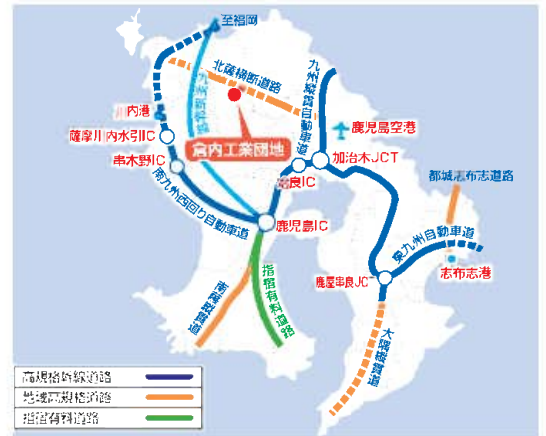 至福岡
北薩横断道路
九州縦貫自動車道
川内港
鹿児島空港
薩摩川内水引IC
倉内工業団地
加治木JCT
串木野IC
姶良IC
都城志布志道路
南九州西回り自動車道
鹿児島IC
東九州自動車道
志布志港
鹿屋串良JC
指宿有料道路
南薩縦貫道
大隅縦貫道
高規格幹線道路
地域高規格道路
指宿有料道路